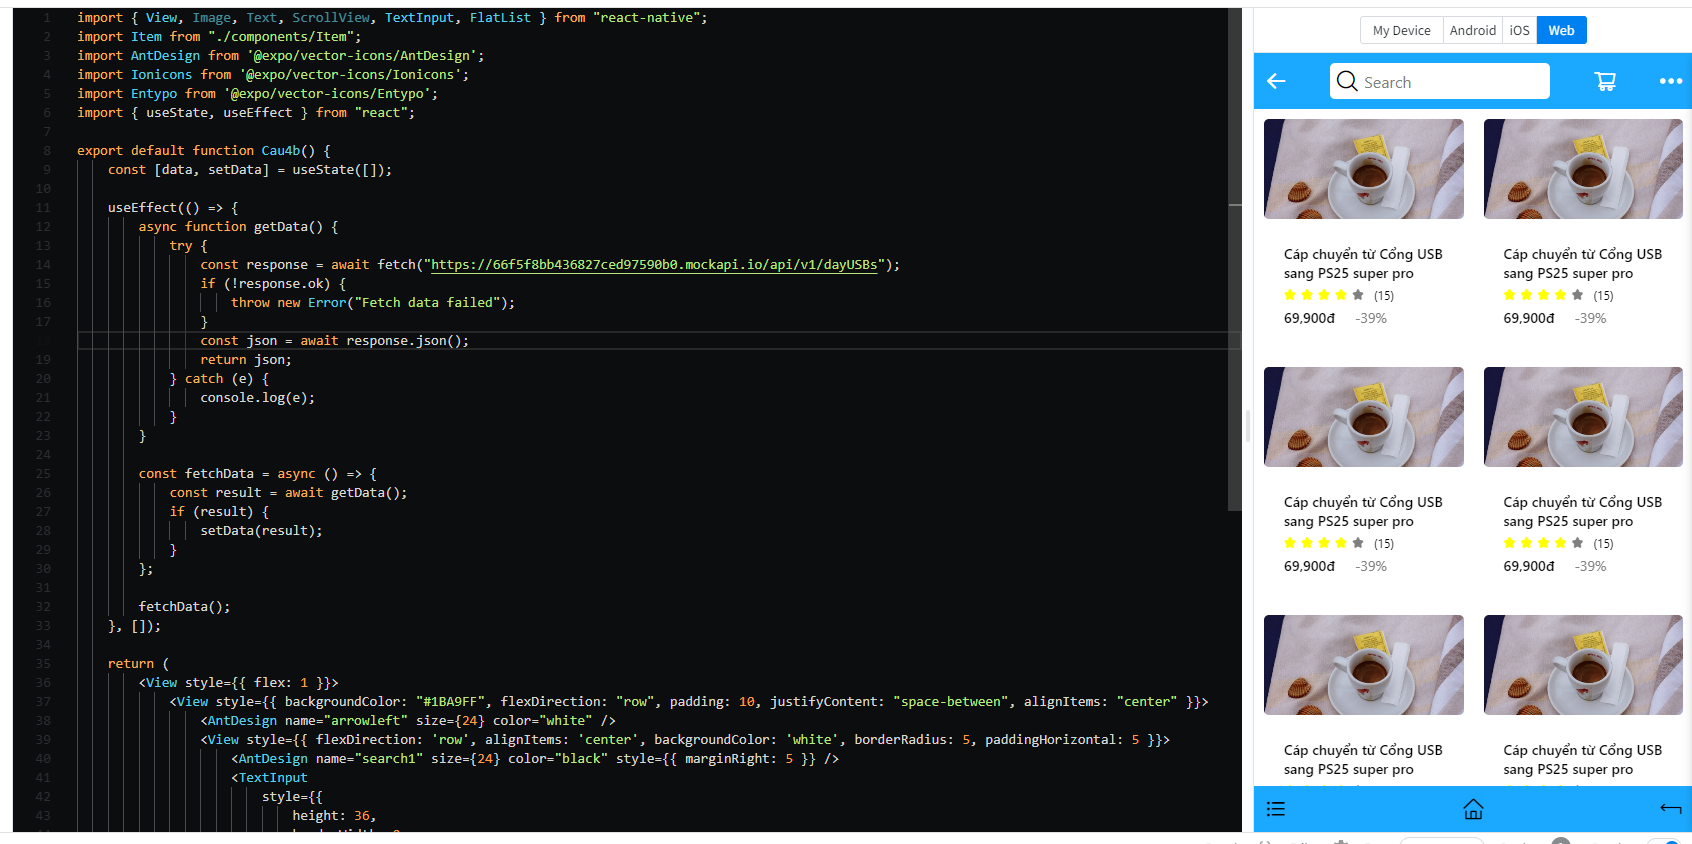 1 import { View, Image, Text, ScrollView, TextInput, FlatList } from "react-native";
2 import Item from "./components/Item";
3 import AntDesign from '@expo/vector-icons/AntDesign';
4 import Ionicons from '@expo/vector-icons/Ionicons';
5 import Entypo from '@expo/vector-icons/Entypo';
6 import { useState, useEffect } from "react";
7
8 export default function Cau4b() {
9 const [data, setData] = useState([]);
10
11 useEffect(() => {
12 async function getData() {
13 try {
14 const response = await fetch("https://66f5f8bb436827ced97590b0.mockapi.io/api/v1/dayUSBs");
15 if (!response.ok) {
16 throw new Error("Fetch data failed");
17 }
const json = await response.json();
19 return json;
20 } catch (e) {
21 console.log(e);
22 }
23 }
24
25 const fetchData = async () => {
26 const result = await getData();
27 if (result) {
28 setData(result);
29 }
30 };
31
32 fetchData();
33 }, []);
34
35 return (
36 <View style={{ flex: 1 }}>
37 <View style={{ backgroundColor: "#1BA9FF", flexDirection: "row", padding: 10, justifyContent: "space-between", alignItems: "center" }}>
38 <AntDesign name="arrowleft" size={24} color="white" />
39 <View style={{ flexDirection: 'row', alignItems: 'center', backgroundColor: 'white', borderRadius: 5, paddingHorizontal: 5 }}>
40 <AntDesign name="search1" size={24} color="black" style={{ marginRight: 5 }} />
41 <TextInput
42 style={{
43 height: 36,
My Device Android iOS Web
Search
Cáp chuyển từ Cổng USB
sang PS25 super pro
(15)
69,900đ -39%
Cáp chuyển từ Cổng USB
sang PS25 super pro
(15)
69,900đ -39%
Cáp chuyển từ Cổng USB
sang PS25 super pro
(15)
69,900đ -39%
Cáp chuyển từ Cổng USB
sang PS25 super pro
(15)
69,900đ -39%
Cáp chuyển từ Cổng USB
sang PS25 super pro
Cáp chuyển từ Cổng USB
sang PS25 super pro